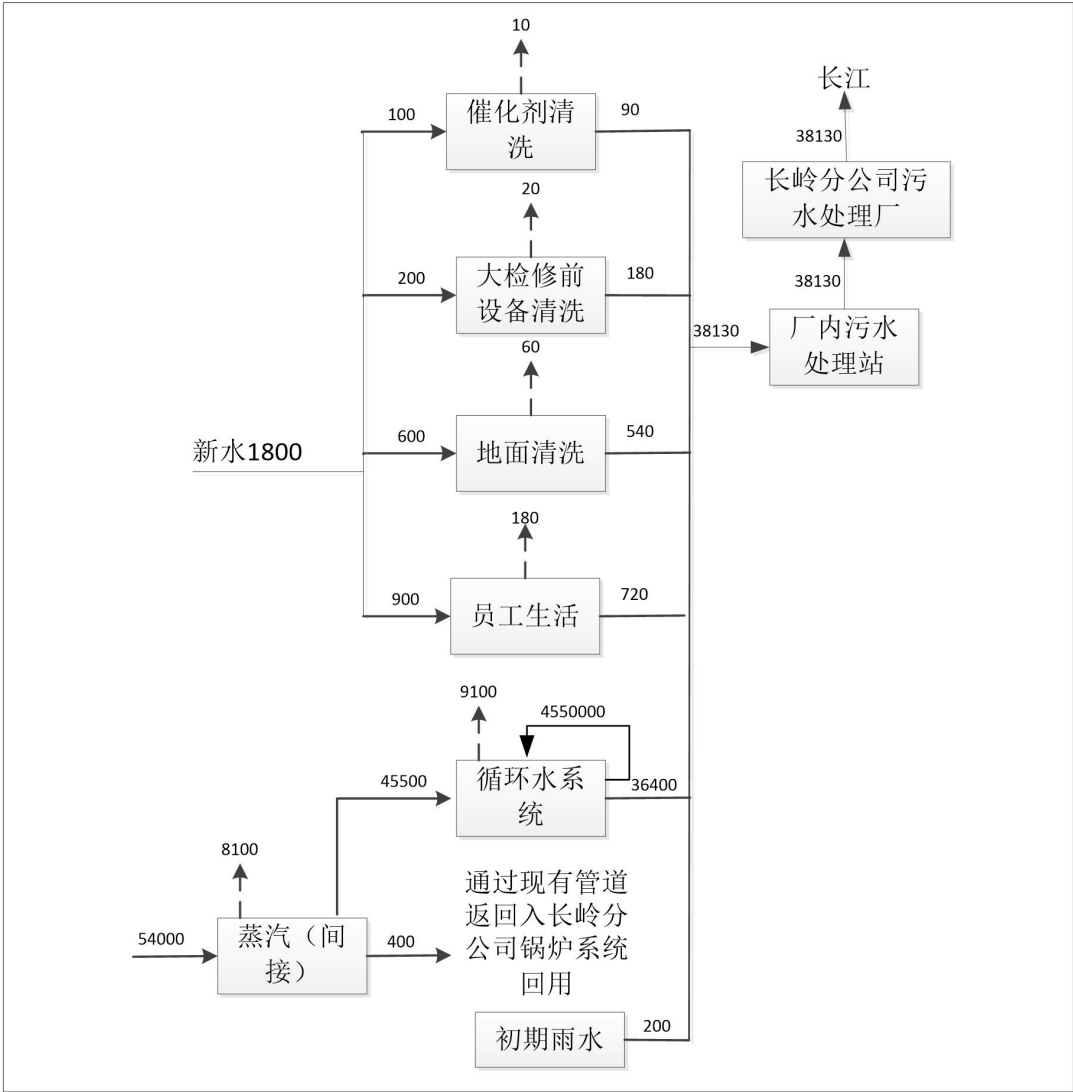 10
100
催化剂清
洗
90
20
200
大检修前
设备清洗
180
60
新水1800
600
地面清洗
540
180
900
员工生活
720
9100
4550000
45500
循环水系
统
36400
8100
54000
蒸汽（间
接）
400
通过现有管道
返回入长岭分
公司锅炉系统
回用
初期雨水
200
长江
38130
长岭分公司污
水处理厂
38130
38130
厂内污水
处理站